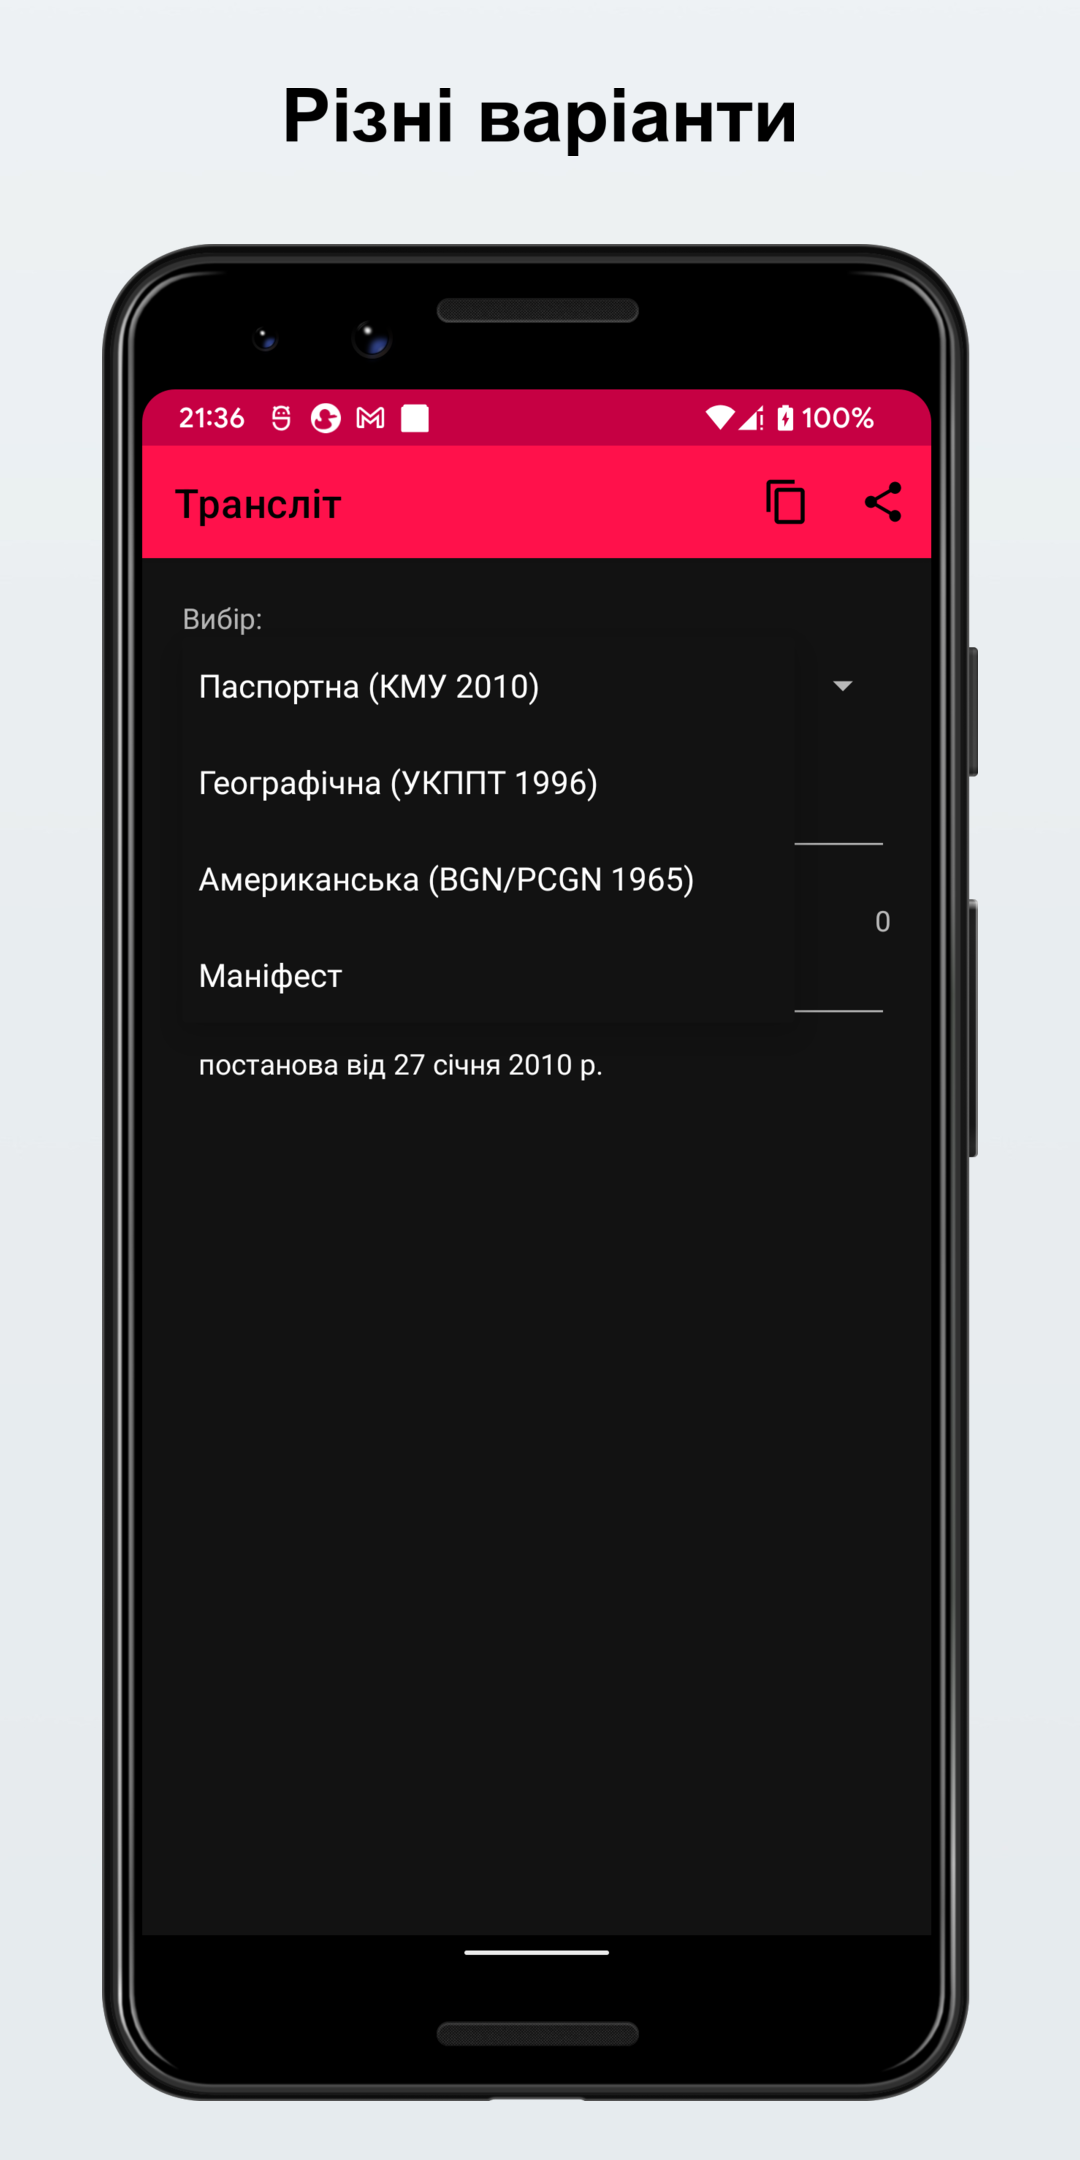 Різні варіанти
21:36 100%
Трансліт
Вибір:
Паспортна (КМУ 2010)
Географічна (УКППТ 1996)
Американська (BGN/PCGN 1965)
0
Маніфест
постанова від 27 січня 2010 р.